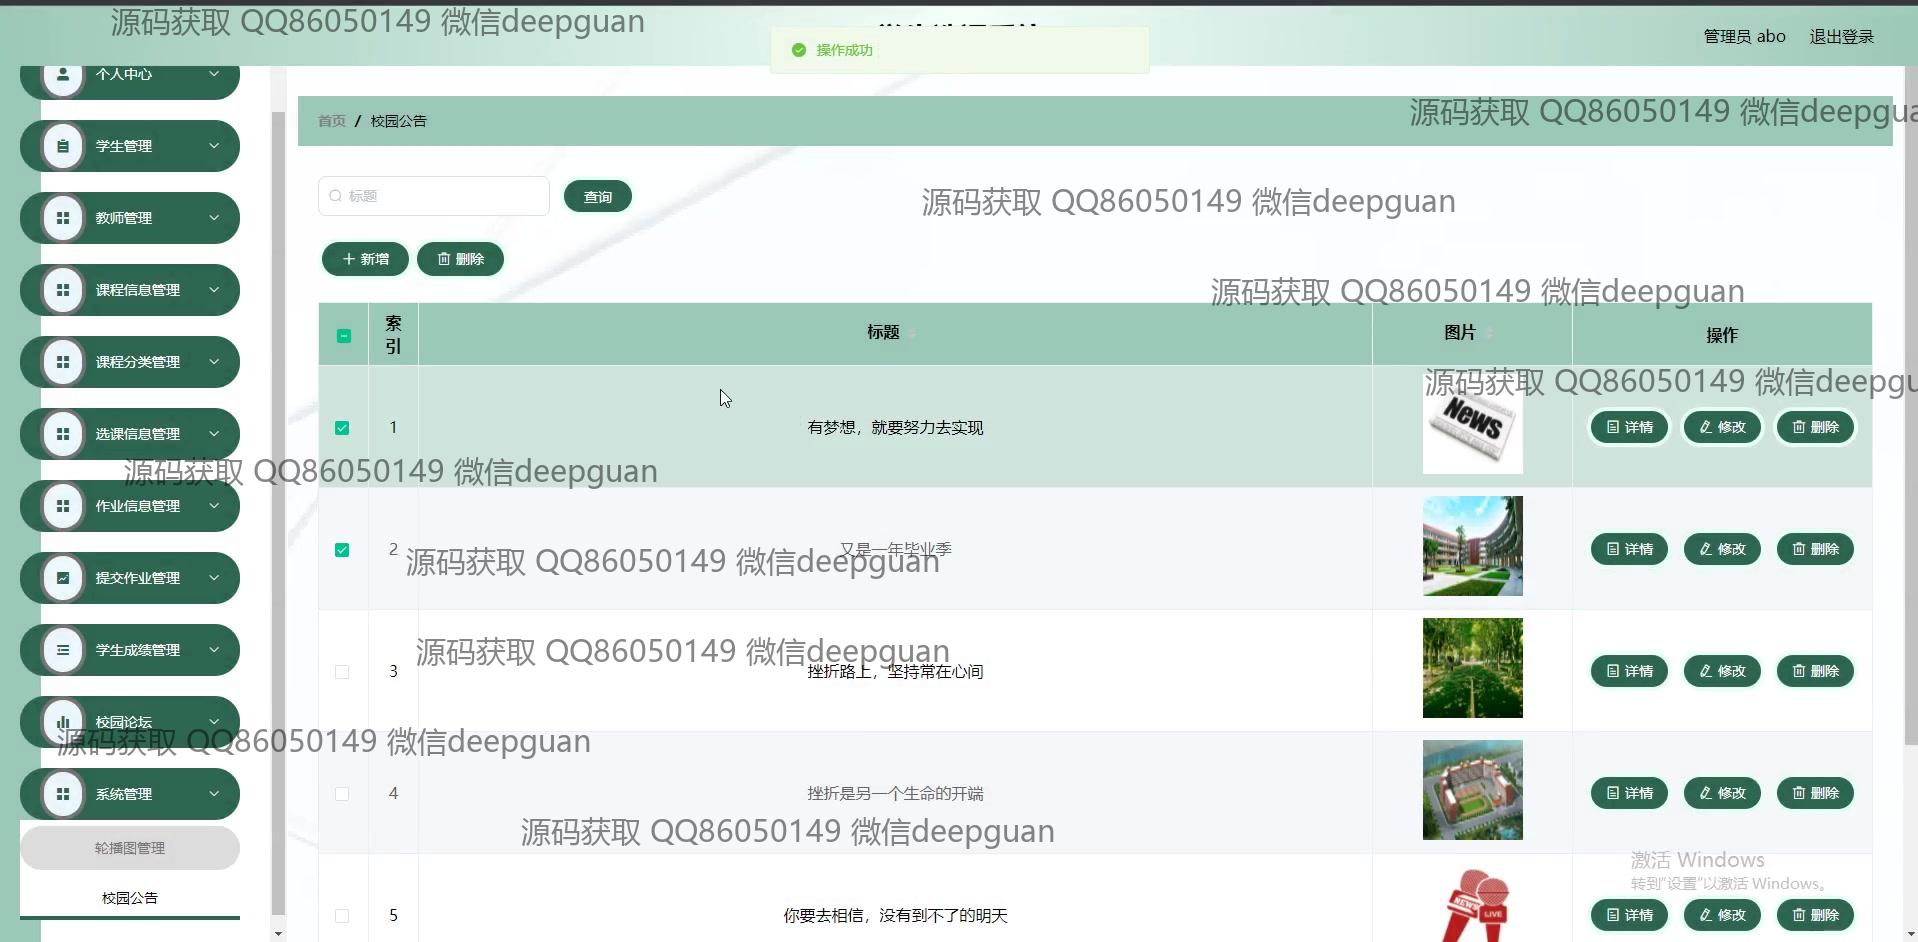 源码获取 QQ86050149 微信deepguan
操作成功
管理员 abo
退出登录
个人中心
学生管理
教师管理
课程信息管理
课程分类管理
选课信息管理
作业信息管理
提交作业管理
学生成绩管理
校园论坛
系统管理
轮播图管理
校园公告
首页 / 校园公告
源码获取 QQ86050149 微信deepgua
标题
查询
源码获取 QQ86050149 微信deepguan
新增
删除
源码获取 QQ86050149 微信deepguan
索引
标题
图片
操作
源码获取 QQ86050149 微信deepgu
1
有梦想，就要努力去实现
News
详情
修改
删除
源码获取 QQ86050149 微信deepguan
2
又是一年毕业季
详情
修改
删除
源码获取 QQ86050149 微信deepguan
源码获取 QQ86050149 微信deepguan
3
挫折路上，坚持常在心间
详情
修改
删除
源码获取 QQ86050149 微信deepguan
4
挫折是另一个生命的开端
详情
修改
删除
源码获取 QQ86050149 微信deepguan
激活 Windows
转到“设置”以激活 Windows。
5
你要去相信，没有到不了的明天
NEWS
LIVE
详情
修改
删除